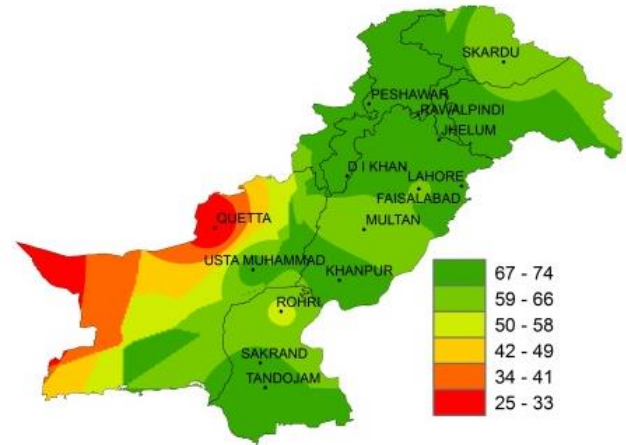 SKARDU
PESHAWAR
RAWALPINDI
JHELUM
D I KHAN
LAHORE
FAISALABAD
QUETTA
MULTAN
USTA MUHAMMAD
KHANPUR
ROHRI
SAKRAND
TANDOJAM
67 - 74
59 - 66
50 - 58
42 - 49
34 - 41
25 - 33